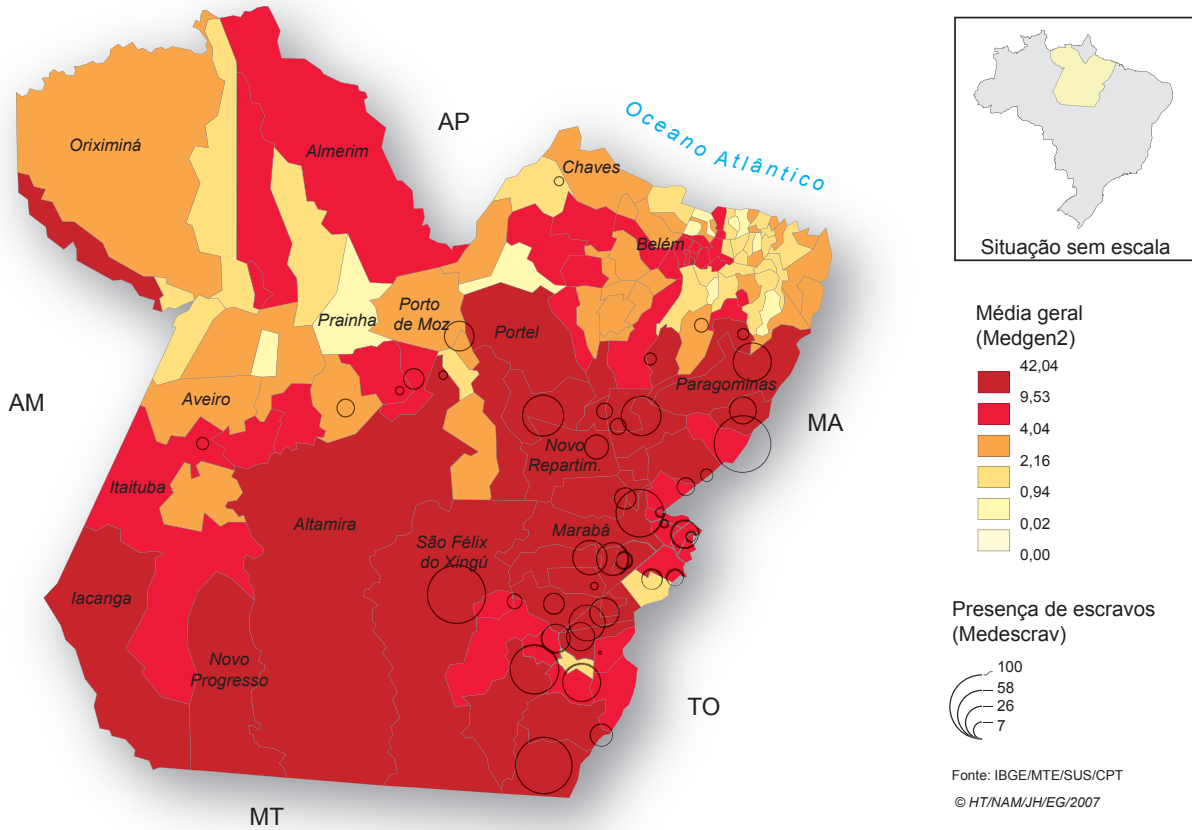 AP
Oceano Atlântico
Oriximiná
Almerim
Chaves
Belém
Prainha
Porto
de Moz
Portel
Paragominas
AM
Aveiro
MA
Novo
Repartim.
Itaituba
Altamira
São Félix
do Xingú
Marabá
Iacanga
Novo
Progresso
TO
MT
Situação sem escala
Média geral
(Medgen2)
42,04
9,53
4,04
2,16
0,94
0,02
0,00
Presença de escravos
(Medescrav)
100
58
26
7
Fonte: IBGE/MTE/SUS/CPT
© HT/NAM/JH/EG/2007